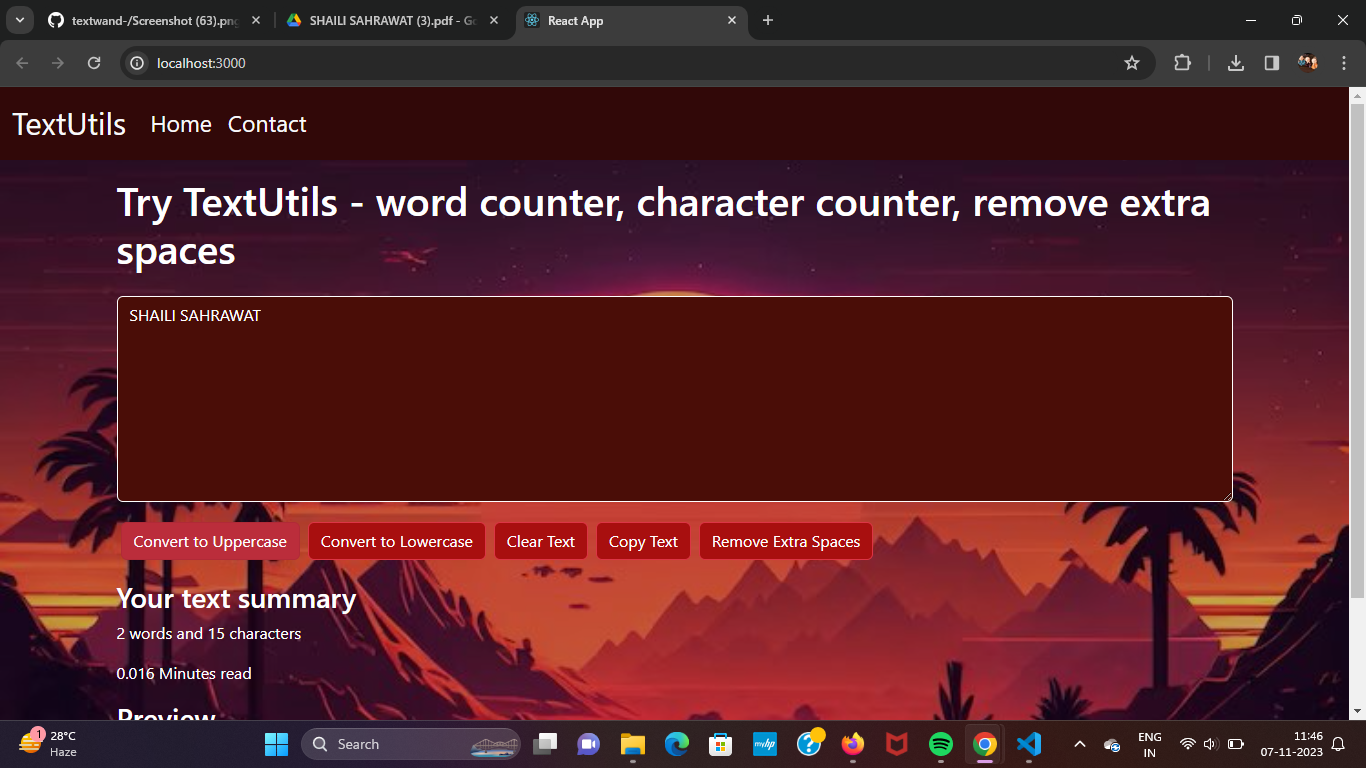 textwand-/Screenshot (63).png
SHAILI SAHRAWAT (3).pdf - Go
React App
localhost:3000
TextUtils Home Contact
Try TextUtils - word counter, character counter, remove extra
spaces
SHAILI SAHRAWAT
Convert to Uppercase Convert to Lowercase Clear Text Copy Text Remove Extra Spaces
Your text summary
2 words and 15 characters
0.016 Minutes read
Preview
1
28°C
Haze
Search
myhp
ENG
IN
11:46
07-11-2023